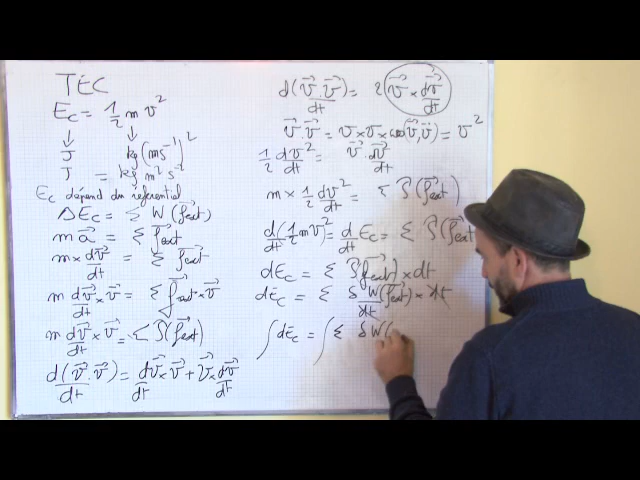 TEC
Ec = 1/2 m v²
↓ ↓
J kg (ms⁻¹)²
J = kg m² s⁻²
Ec dépend du référentiel
ΔEc = Σ W(f⃗ext)
m a⃗ = Σ f⃗ext
m × dv⃗/dt = Σ f⃗ext
m dv⃗/dt × v⃗ = Σ f⃗ext × v⃗
m dv⃗/dt × v⃗ = Σ P(f⃗ext)
d(v⃗.v⃗)/dt = dv⃗/dt × v⃗ + v⃗ × dv⃗/dt
d(v⃗.v⃗)/dt = 2 v⃗ × dv⃗/dt
v⃗.v⃗ = v × v × cos(v⃗,v⃗) = v²
1/2 dv²/dt = v⃗.dv⃗/dt
m × 1/2 dv²/dt = Σ P(f⃗ext)
d/dt(1/2 mv²) = d/dt Ec = Σ P(f⃗ext
dEc = Σ P(f⃗ext) × dt
dEc = Σ δW(f⃗ext)/dt × dt
∫dEc = ∫Σ δW(